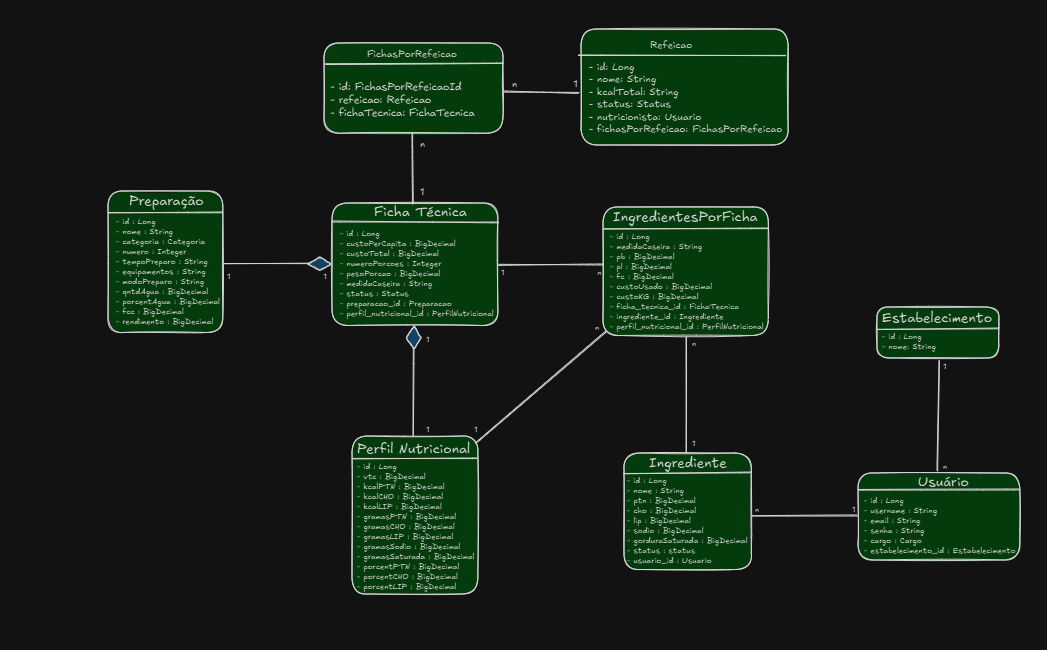 FichasPorRefeicao
- id: FichasPorRefeicaoId
- refeicao: Refeicao
- fichaTecnica: FichaTecnica
n
1
n
1
Refeicao
- id: Long
- nome: String
- kcalTotal: String
- status: Status
- nutricionista: Usuario
- fichasPorRefeicao: FichasPorRefeicao
Preparação
- id : Long
- nome : String
- categoria : Categoria
- numero : Integer
- tempoPreparo : String
- equipamentos : String
- modoPreparo : String
- qntdAgua : BigDecimal
- porcentAgua : BigDecimal
- fcc : BigDecimal
- rendimento : BigDecimal
1
1
Ficha Técnica
- id : Long
- custoPerCapita : BigDecimal
- custoTotal : BigDecimal
- numeroPorcoes : Integer
- pesoPorcao : BigDecimal
- medidaCaseira : String
- status : Status
- preparacao_id : Preparacao
- perfil_nutricional_id : PerfilNutricional
1
n
1
1
IngredientesPorFicha
- id : Long
- medidaCaseira : String
- pb : BigDecimal
- pl : BigDecimal
- fc : BigDecimal
- custoUsado : BigDecimal
- custoKG : BigDecimal
- ficha_tecnica_id : FichaTecnica
- ingrediente_id : Ingrediente
- perfil_nutricional_id : PerfilNutricional
n
1
n
1
Estabelecimento
- id : Long
- nome: String
1
n
Perfil Nutricional
- id : Long
- vtc : BigDecimal
- kcalPTN : BigDecimal
- kcalCHO : BigDecimal
- kcalLIP : BigDecimal
- gramasPTN : BigDecimal
- gramasCHO : BigDecimal
- gramasLIP : BigDecimal
- gramasSodio : BigDecimal
- gramasSaturada : BigDecimal
- porcentPTN : BigDecimal
- porcentCHO : BigDecimal
- porcentLIP : BigDecimal
Ingrediente
- id : Long
- nome : String
- ptn : BigDecimal
- cho : BigDecimal
- lip : BigDecimal
- sodio : BigDecimal
- gorduraSaturada : BigDecimal
- status : status
- usuario_id : Usuario
n
1
Usuário
- id : Long
- username : String
- email : String
- senha : String
- cargo : Cargo
- estabelecimento_id : Estabelecimento